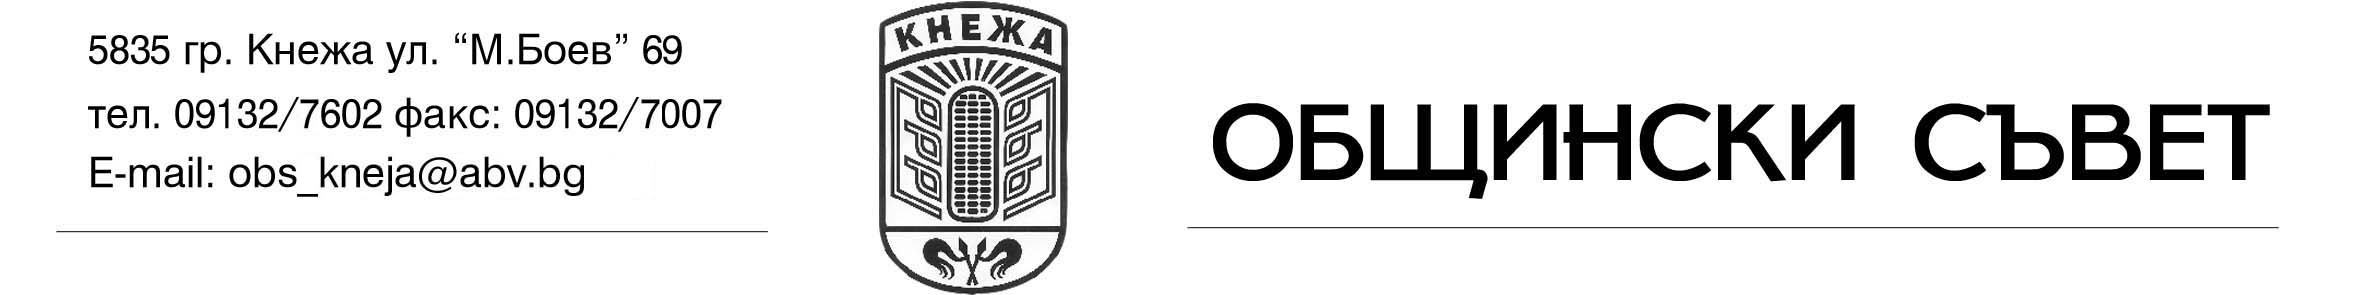 5835 гр. Кнежа ул. “М.Боев” 69
тел. 09132/7602 факс: 09132/7007
E-mail: obs_kneja@abv.bg
КНЕЖА
ОБЩИНСКИ СЪВЕТ